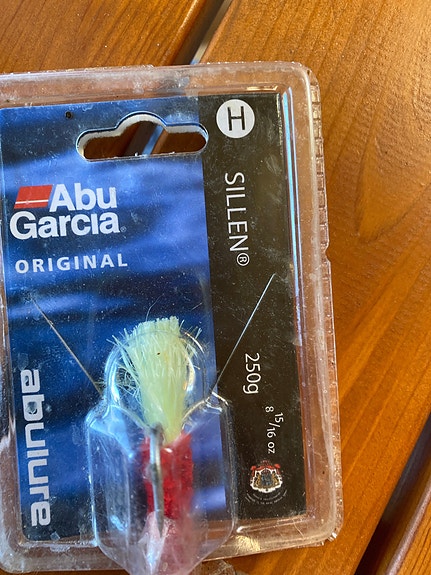 Abu
Garcia®
ORIGINAL
abulure
H
SILLEN®
250g
8 15/16 oz